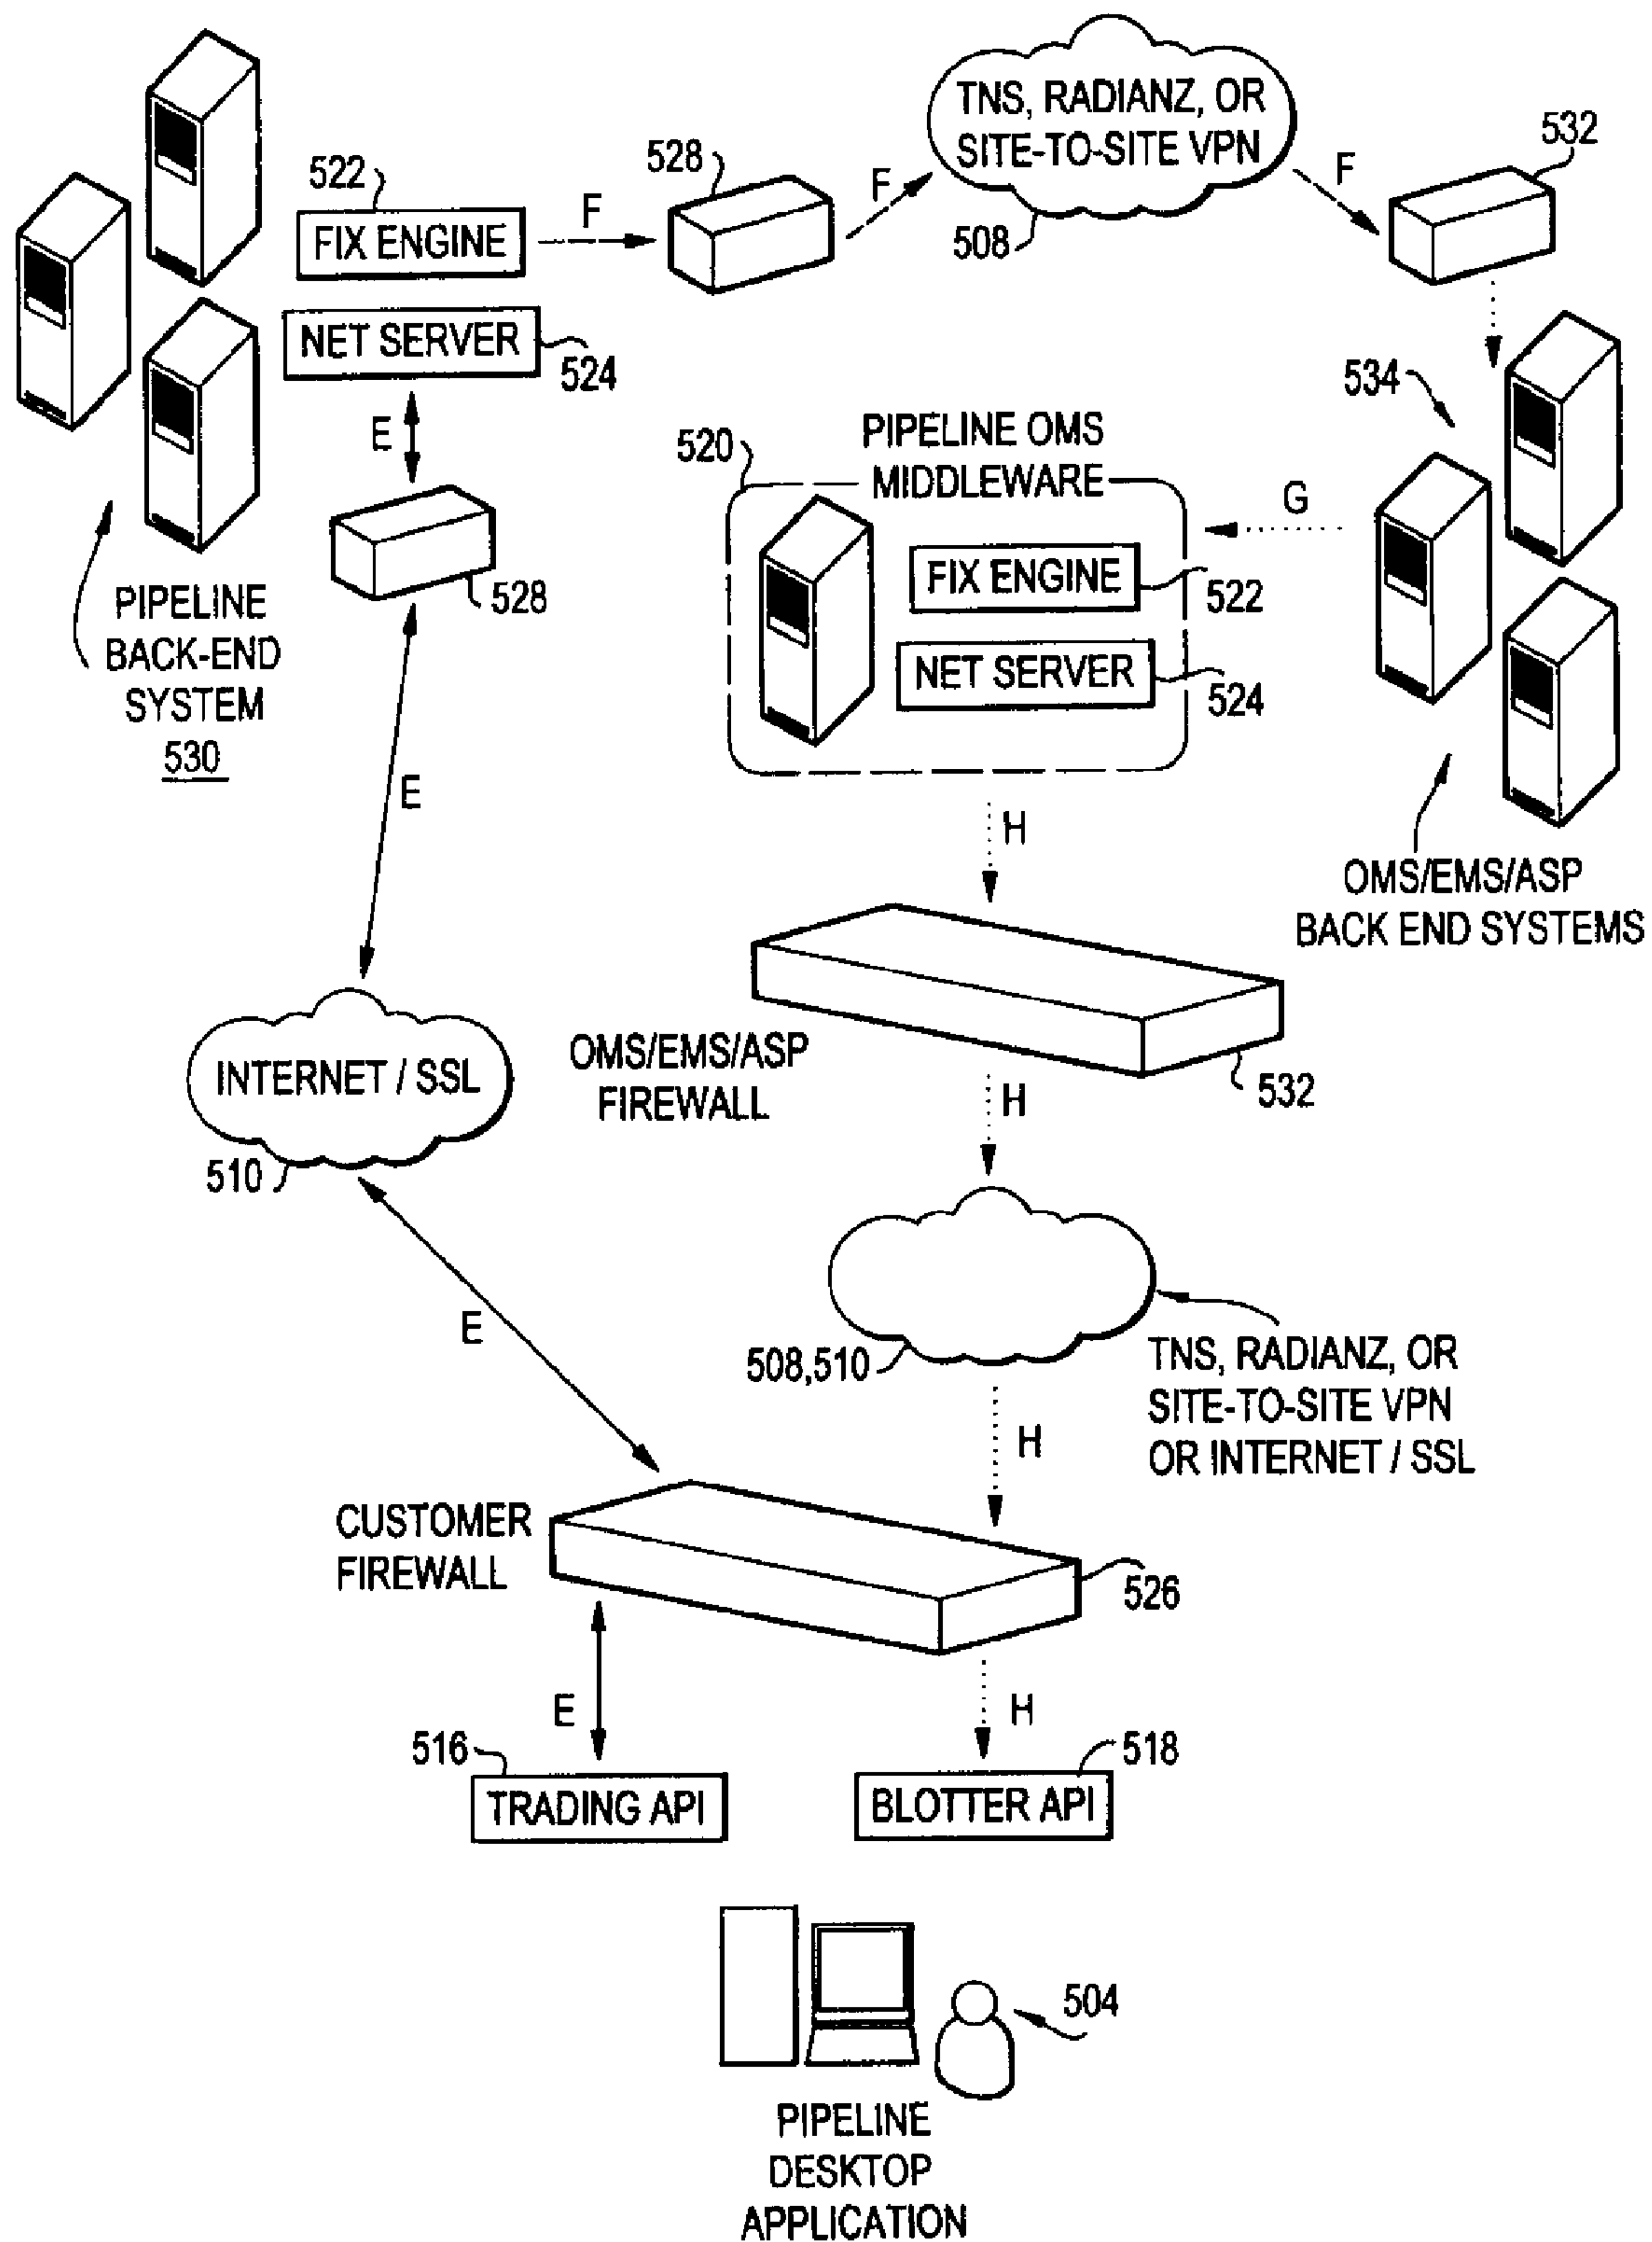 TNS, RADIANZ, OR
SITE-TO-SITE VPN
508
532
528
522
FIX ENGINE
F
F
F
NET SERVER
524
E
528
534
PIPELINE OMS
MIDDLEWARE
520
G
FIX ENGINE
522
NET SERVER
524
PIPELINE
BACK-END
SYSTEM
530
E
H
OMS/EMS/ASP
BACK END SYSTEMS
INTERNET / SSL
510
OMS/EMS/ASP
FIREWALL
532
H
508,510
TNS, RADIANZ, OR
SITE-TO-SITE VPN
OR INTERNET / SSL
E
H
CUSTOMER
FIREWALL
526
E
H
516
TRADING API
518
BLOTTER API
504
PIPELINE
DESKTOP
APPLICATION